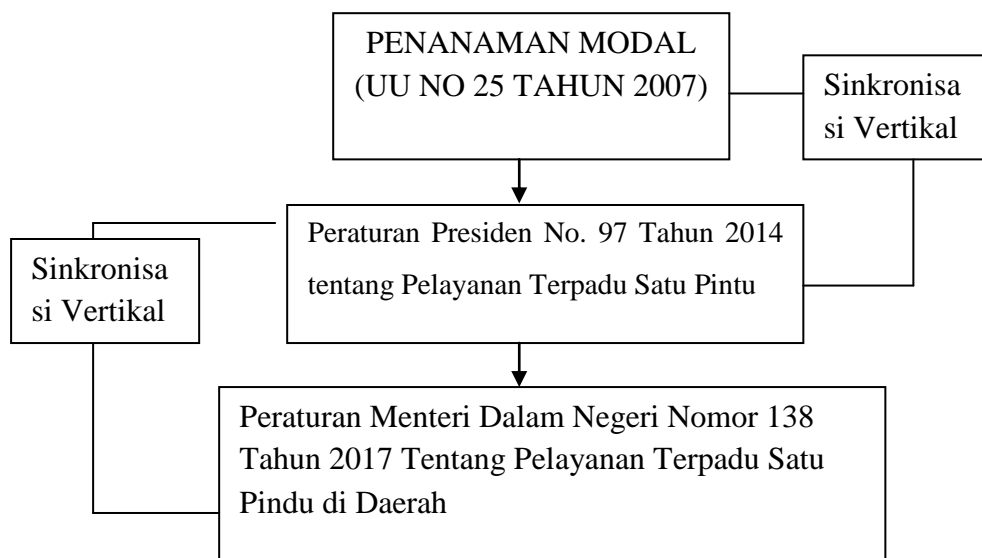 PENANAMAN MODAL
(UU NO 25 TAHUN 2007)
Sinkronisa
si Vertikal
Peraturan Presiden No. 97 Tahun 2014
tentang Pelayanan Terpadu Satu Pintu
Sinkronisa
si Vertikal
Peraturan Menteri Dalam Negeri Nomor 138
Tahun 2017 Tentang Pelayanan Terpadu Satu
Pindu di Daerah